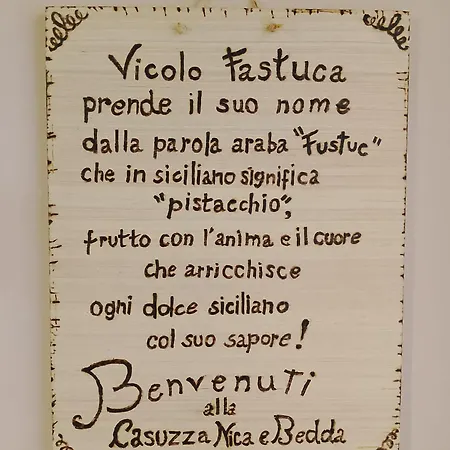 Vicolo Fastuca
prende il suo nome
dalla parola araba "Fustuc"
che in siciliano significa
"pistacchio",
frutto con l'anima e il cuore
che arricchisce
ogni dolce siciliano
col suo sapore!
Benvenuti
alla
Casuzza Nica e Bedda